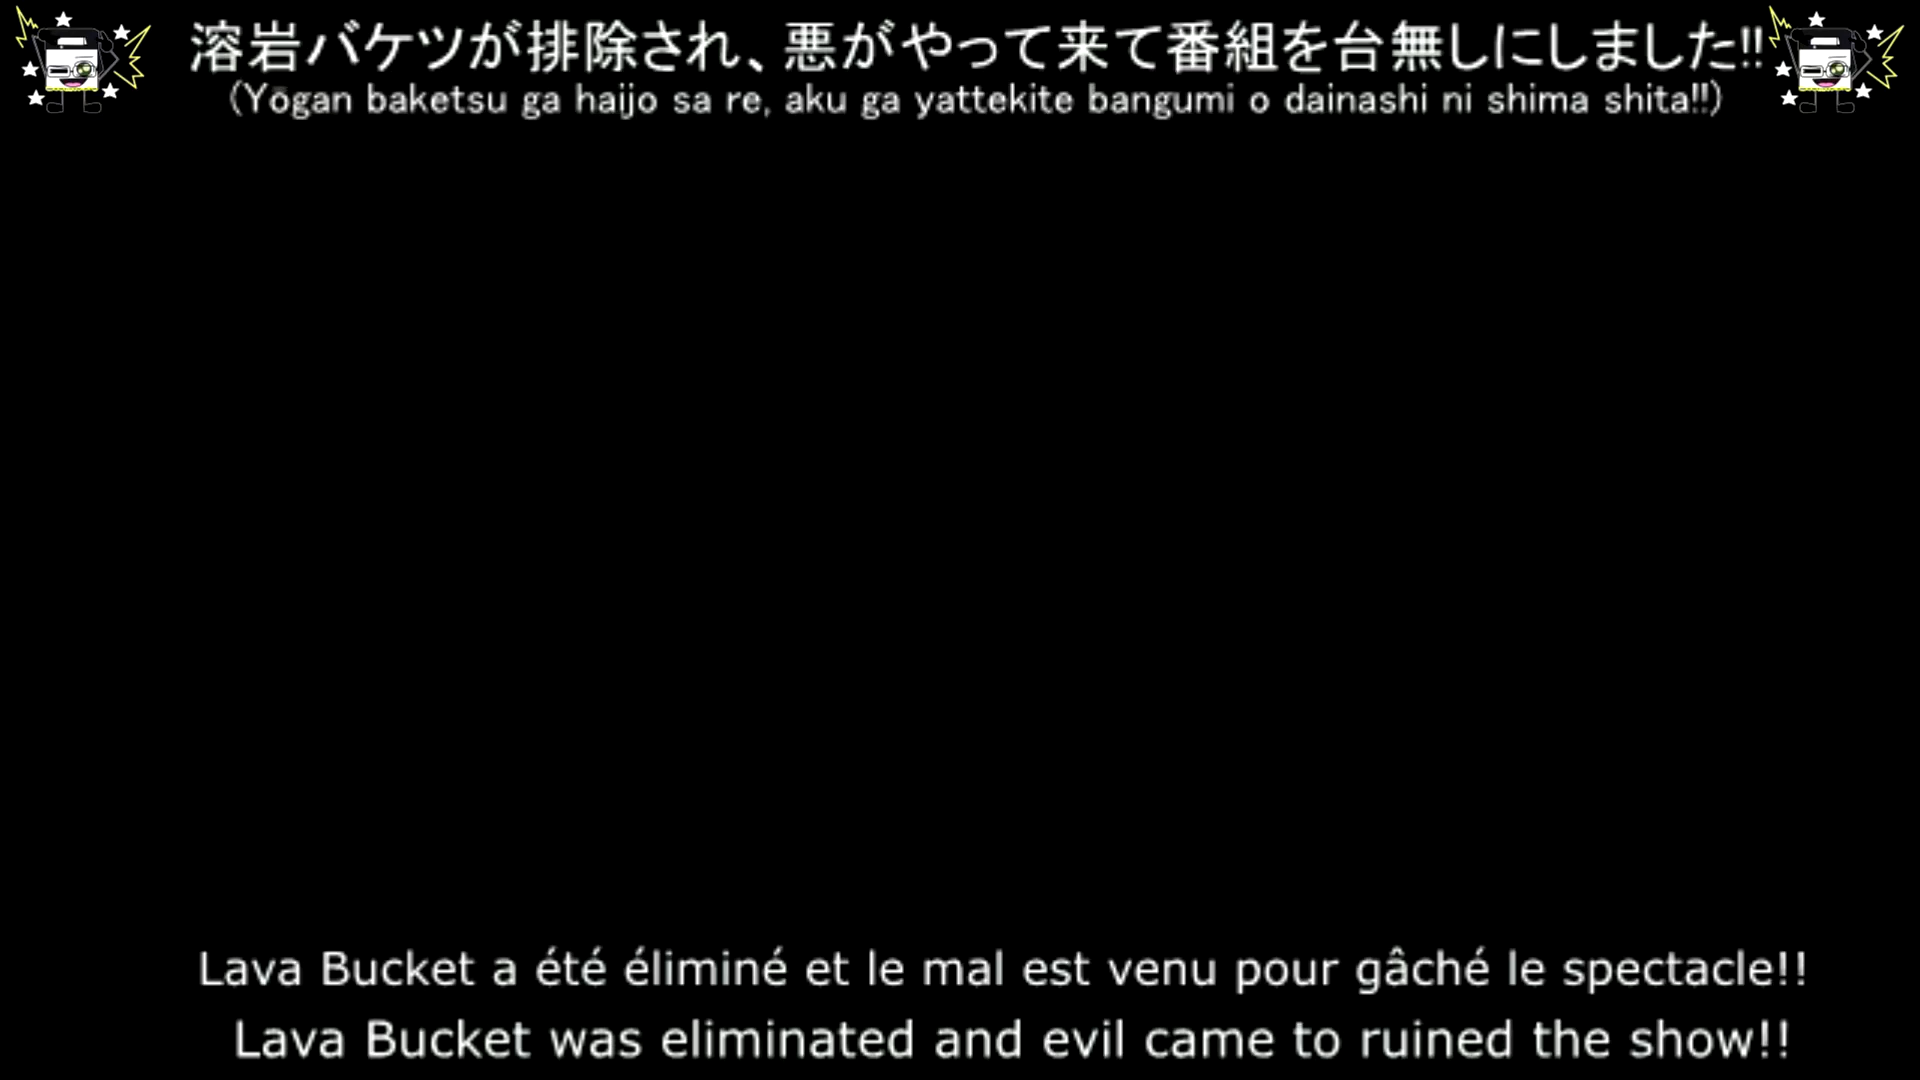 溶岩バケツが排除され、悪がやって来て番組を台無しにしました!!
(Yōgan baketsu ga haijo sa re, aku ga yattekite bangumi o dainashi ni shima shita!!)
Lava Bucket a été éliminé et le mal est venu pour gâché le spectacle!!
Lava Bucket was eliminated and evil came to ruined the show!!